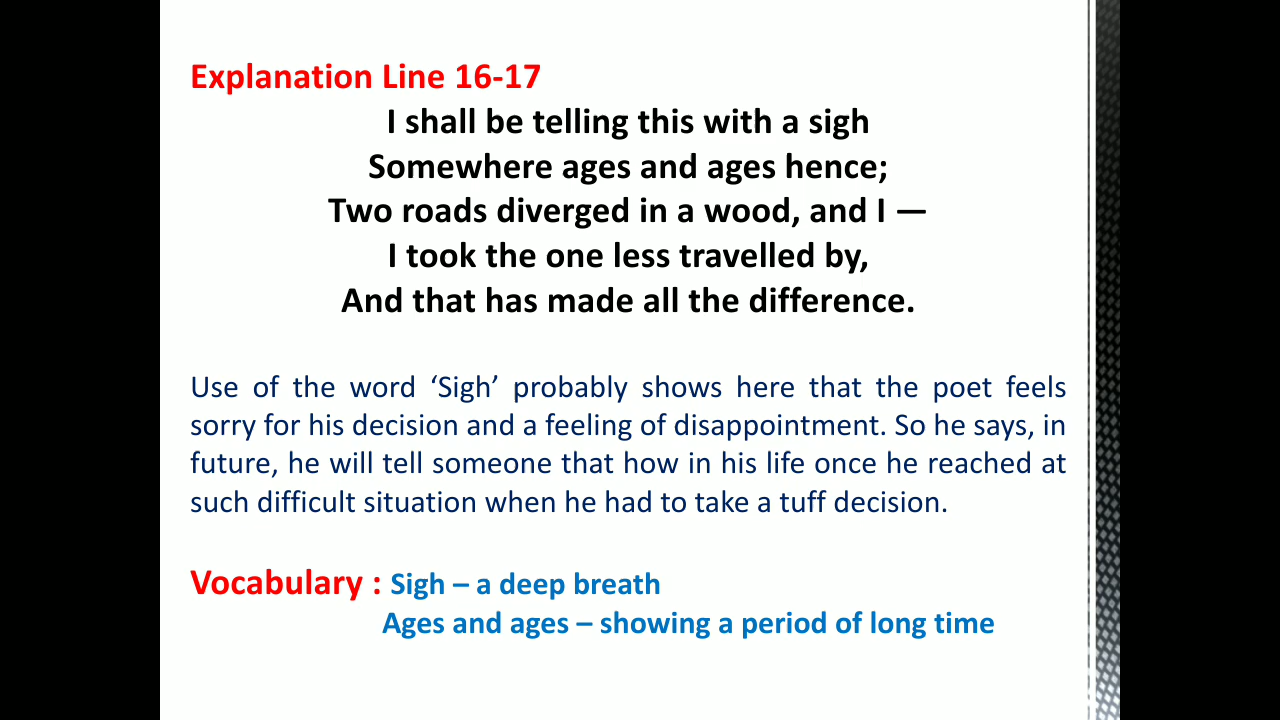 Explanation Line 16-17
I shall be telling this with a sigh
Somewhere ages and ages hence;
Two roads diverged in a wood, and I —
I took the one less travelled by,
And that has made all the difference.
Use of the word ‘Sigh’ probably shows here that the poet feels
sorry for his decision and a feeling of disappointment. So he says, in
future, he will tell someone that how in his life once he reached at
such difficult situation when he had to take a tuff decision.
Vocabulary : Sigh – a deep breath
Ages and ages – showing a period of long time